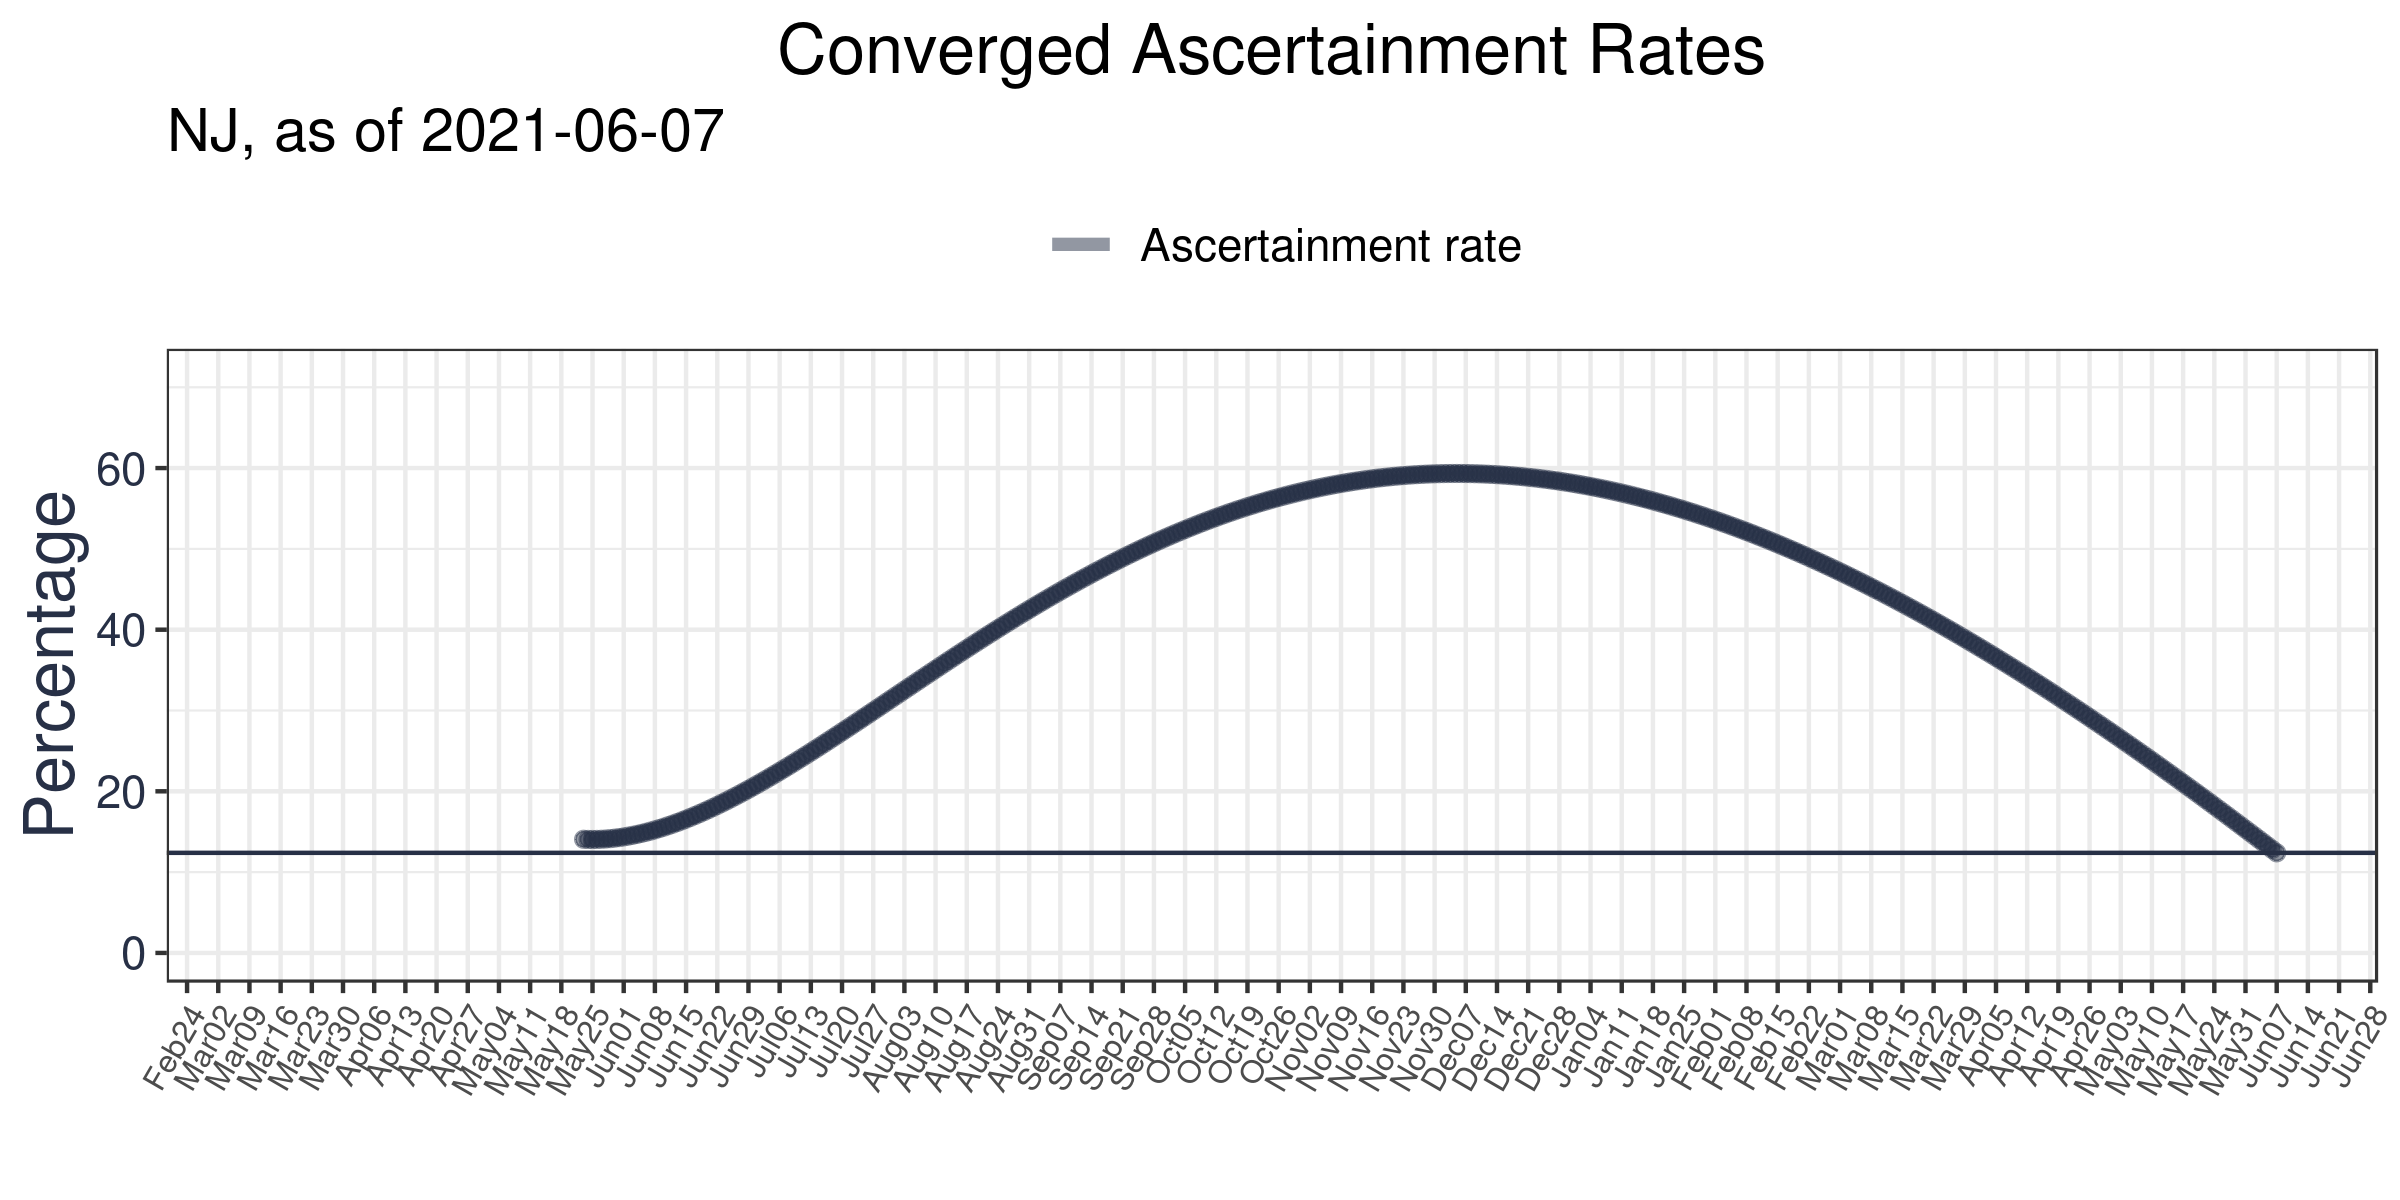 Converged Ascertainment Rates
NJ, as of 2021-06-07
Ascertainment rate
Percentage
60
40
20
0
Feb24
Mar02
Mar09
Mar16
Mar23
Mar30
Apr06
Apr13
Apr20
Apr27
May04
May11
May18
May25
Jun01
Jun08
Jun15
Jun22
Jun29
Jul06
Jul13
Jul20
Jul27
Aug03
Aug10
Aug17
Aug24
Aug31
Sep07
Sep14
Sep21
Sep28
Oct05
Oct12
Oct19
Oct26
Nov02
Nov09
Nov16
Nov23
Nov30
Dec07
Dec14
Dec21
Dec28
Jan04
Jan11
Jan18
Jan25
Feb01
Feb08
Feb15
Feb22
Mar01
Mar08
Mar15
Mar22
Mar29
Apr05
Apr12
Apr19
Apr26
May03
May10
May17
May24
May31
Jun07
Jun14
Jun21
Jun28